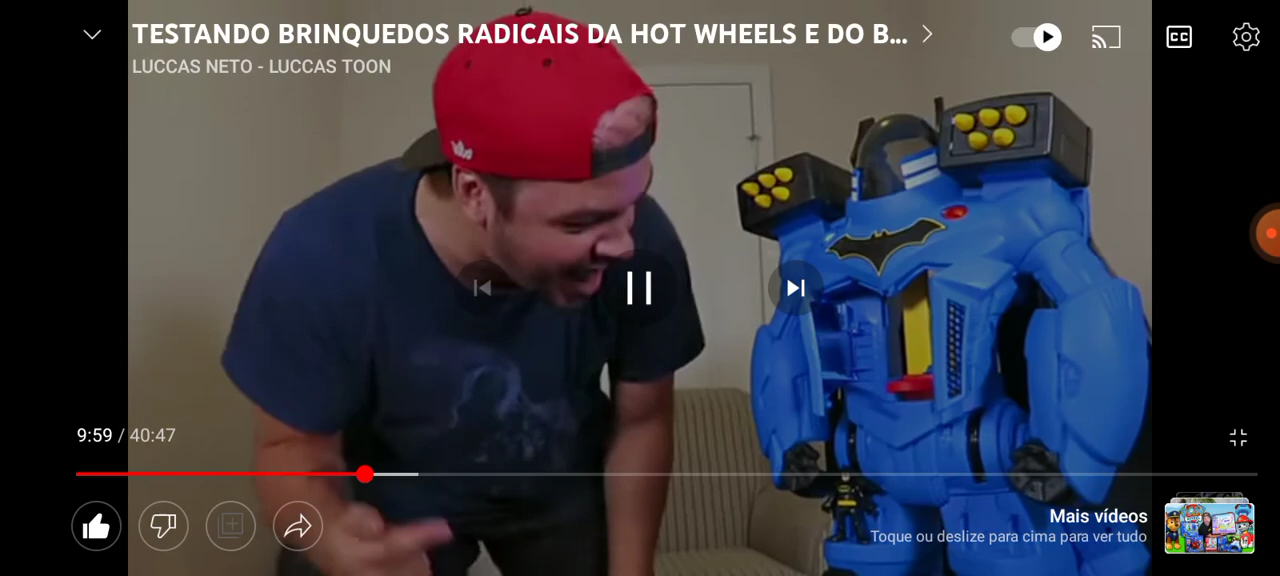 TESTANDO BRINQUEDOS RADICAIS DA HOT WHEELS E DO B...
LUCCAS NETO - LUCCAS TOON
CC
9:59 / 40:47
Mais vídeos
Toque ou deslize para cima para ver tudo